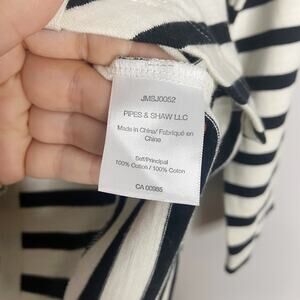 JMSJ0052
PIPES & SHAW LLC
Made in China/ Fabriqué en
Chine
Self/Principal
100% Cotton / 100% Coton
CA 00985